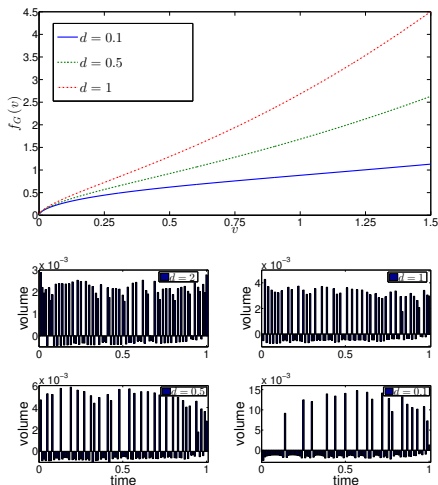 4.5
4
3.5
3
2.5
2
1.5
1
0.5
0
f_G(v)
d = 0.1
d = 0.5
d = 1
0 0.25 0.5 0.75 1 1.25 1.5
v
x 10^-3
3
2
1
0
volume
d = 2
0 0.5 1
x 10^-3
4
2
0
volume
d = 1
0 0.5 1
x 10^-3
6
4
2
0
volume
d = 0.5
0 0.5 1
time
x 10^-3
15
10
5
0
volume
d = 0.1
0 0.5 1
time